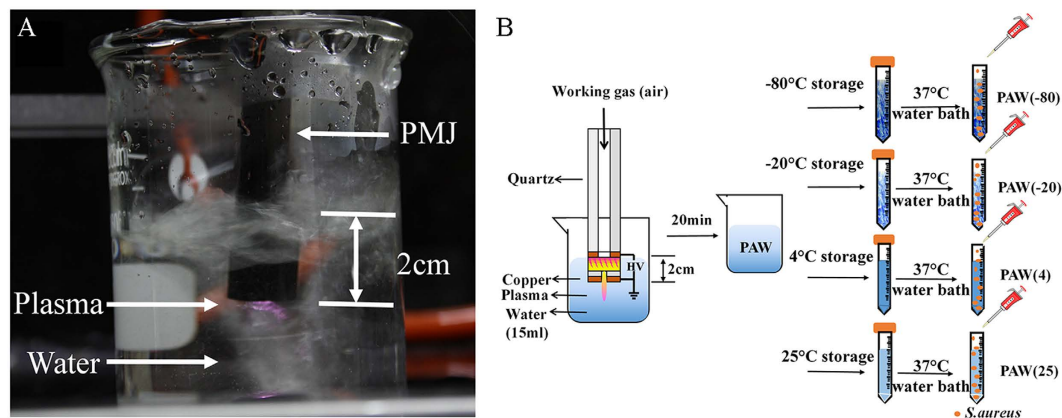 A
PMJ
2cm
Plasma
Water
B
Working gas (air)
Quartz
HV
2cm
Copper
Plasma
Water
(15ml)
20min
PAW
-80°C storage
37°C
water bath
PAW(-80)
-20°C storage
37°C
water bath
PAW(-20)
4°C storage
37°C
water bath
PAW(4)
25°C storage
37°C
water bath
PAW(25)
S.aureus